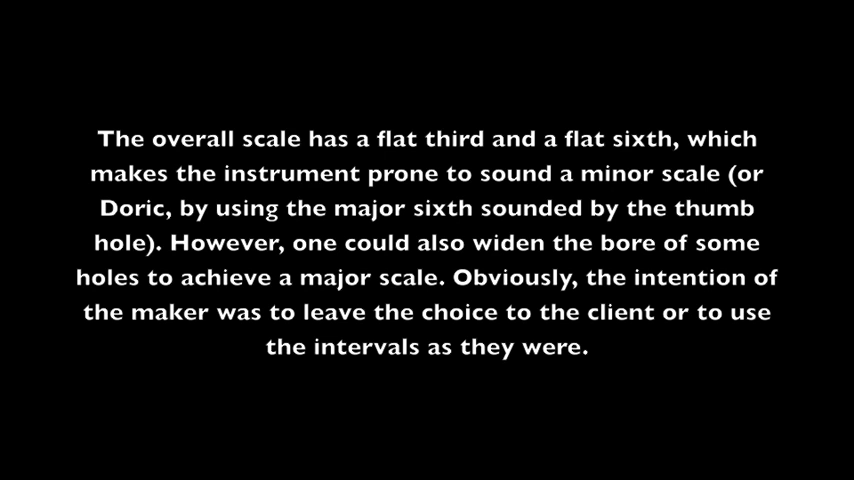 The overall scale has a flat third and a flat sixth, which
makes the instrument prone to sound a minor scale (or
Doric, by using the major sixth sounded by the thumb
hole). However, one could also widen the bore of some
holes to achieve a major scale. Obviously, the intention of
the maker was to leave the choice to the client or to use
the intervals as they were.